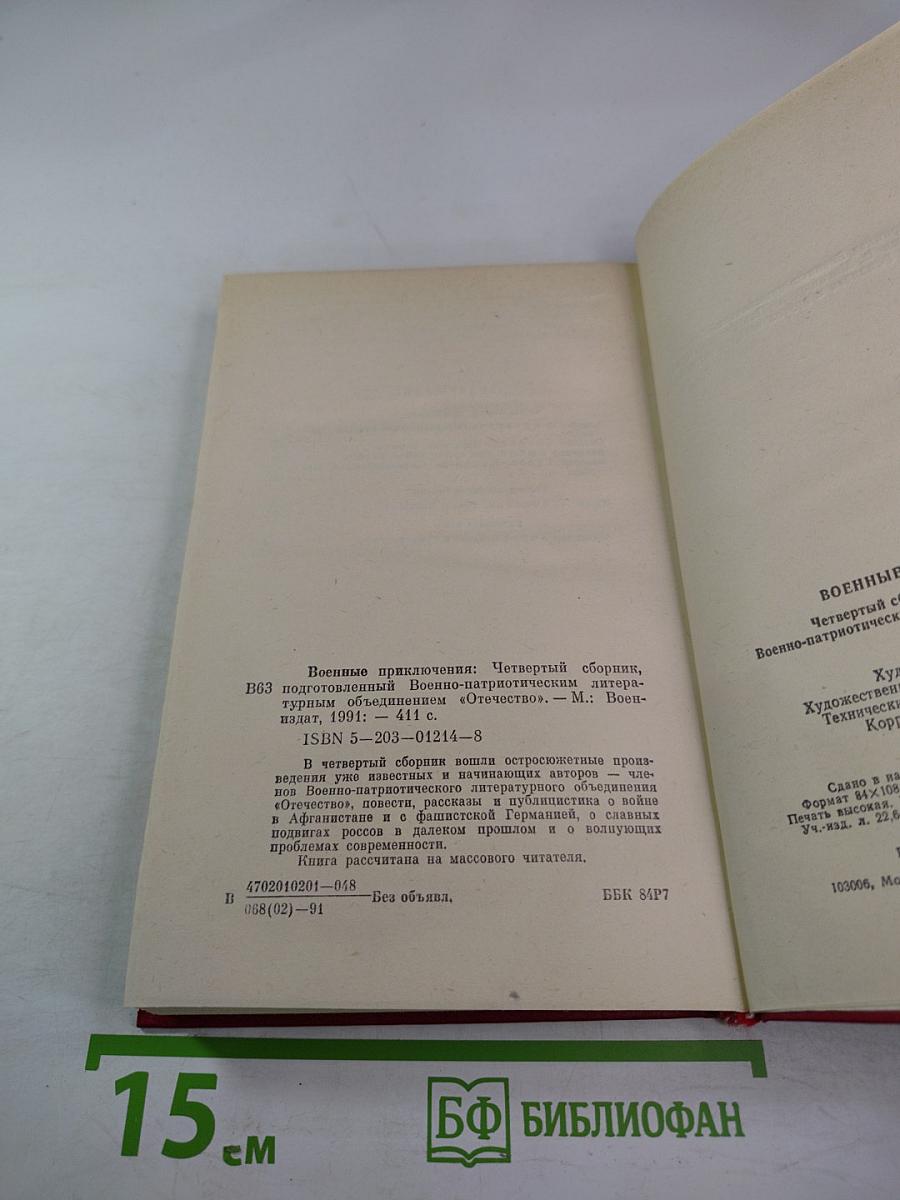 Военные приключения: Четвертый сборник,
В63 подготовленный Военно-патриотическим литера-
турным объединением «Отечество». — М.: Воен-
издат, 1991: — 411 с.
ISBN 5—203—01214—8
В четвертый сборник вошли остросюжетные произ-
ведения уже известных и начинающих авторов — чле-
нов Военно-патриотического литературного объединения
«Отечество», повести, рассказы и публицистика о войне
в Афганистане и с фашистской Германией, о славных
подвигах россов в далеком прошлом и о волнующих
проблемах современности.
Книга рассчитана на массового читателя.
В 4702010201—048
068(02)—91
—Без объявл.
ББК 84Р7
ВОЕННЫЕ
Четвертый сб
Военно-патриотическ
Худ
Художествен
Технически
Корр
Сдано в на
Формат 84×108
Печать высокая.
Уч.-изд. л. 22,6
103006, Мо
15 см
БФ БИБЛИОФАН